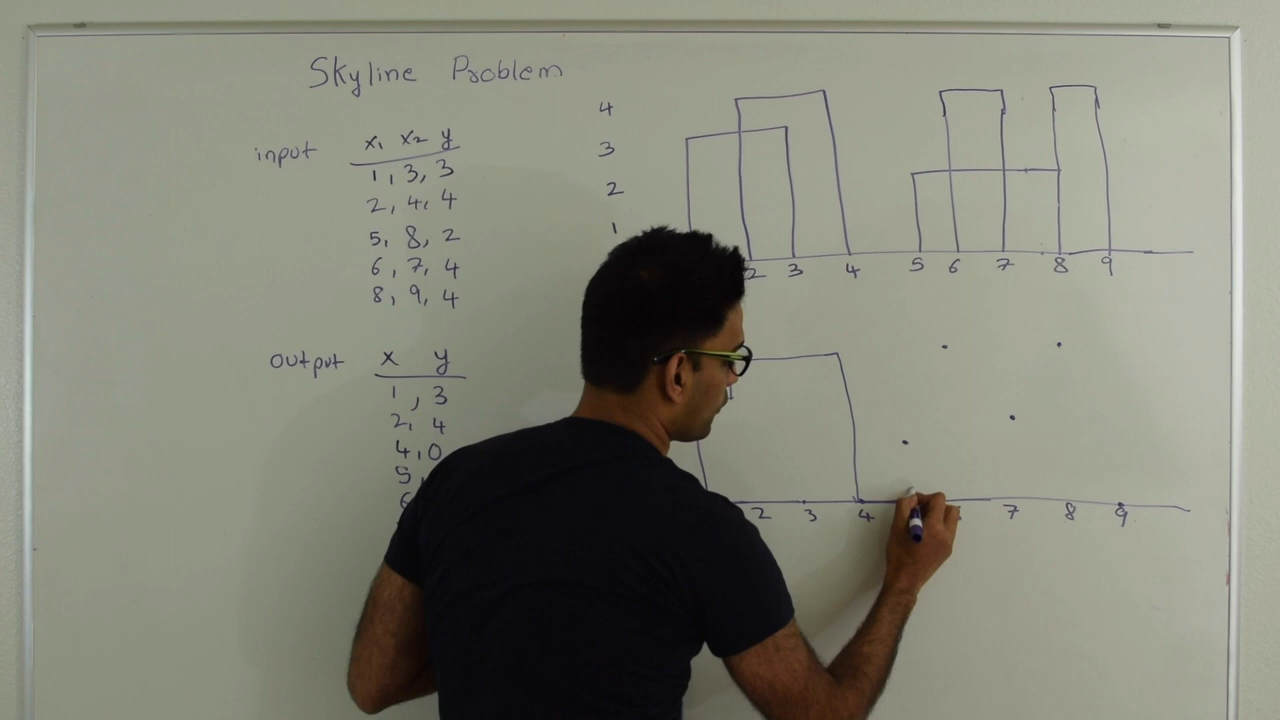 Skyline Problem
input
x₁ x₂ y
1, 3, 3
2, 4, 4
5, 8, 2
6, 7, 4
8, 9, 4
output
x y
1, 3
2, 4
4, 0
5,
6
4
3
2
1
2 3 4 5 6 7 8 9
2 3 4 7 8 9